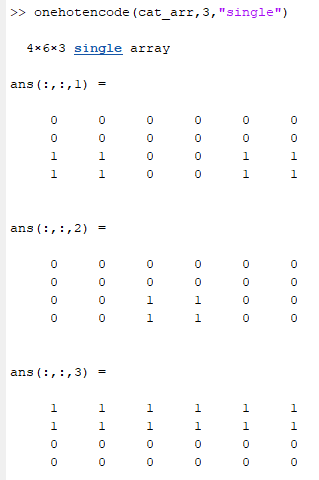 >> onehotencode(cat_arr,3,"single")
4×6×3 single array
ans(:,:,1) =
0 0 0 0 0 0
0 0 0 0 0 0
1 1 0 0 1 1
1 1 0 0 1 1
ans(:,:,2) =
0 0 0 0 0 0
0 0 0 0 0 0
0 0 1 1 0 0
0 0 1 1 0 0
ans(:,:,3) =
1 1 1 1 1 1
1 1 1 1 1 1
0 0 0 0 0 0
0 0 0 0 0 0